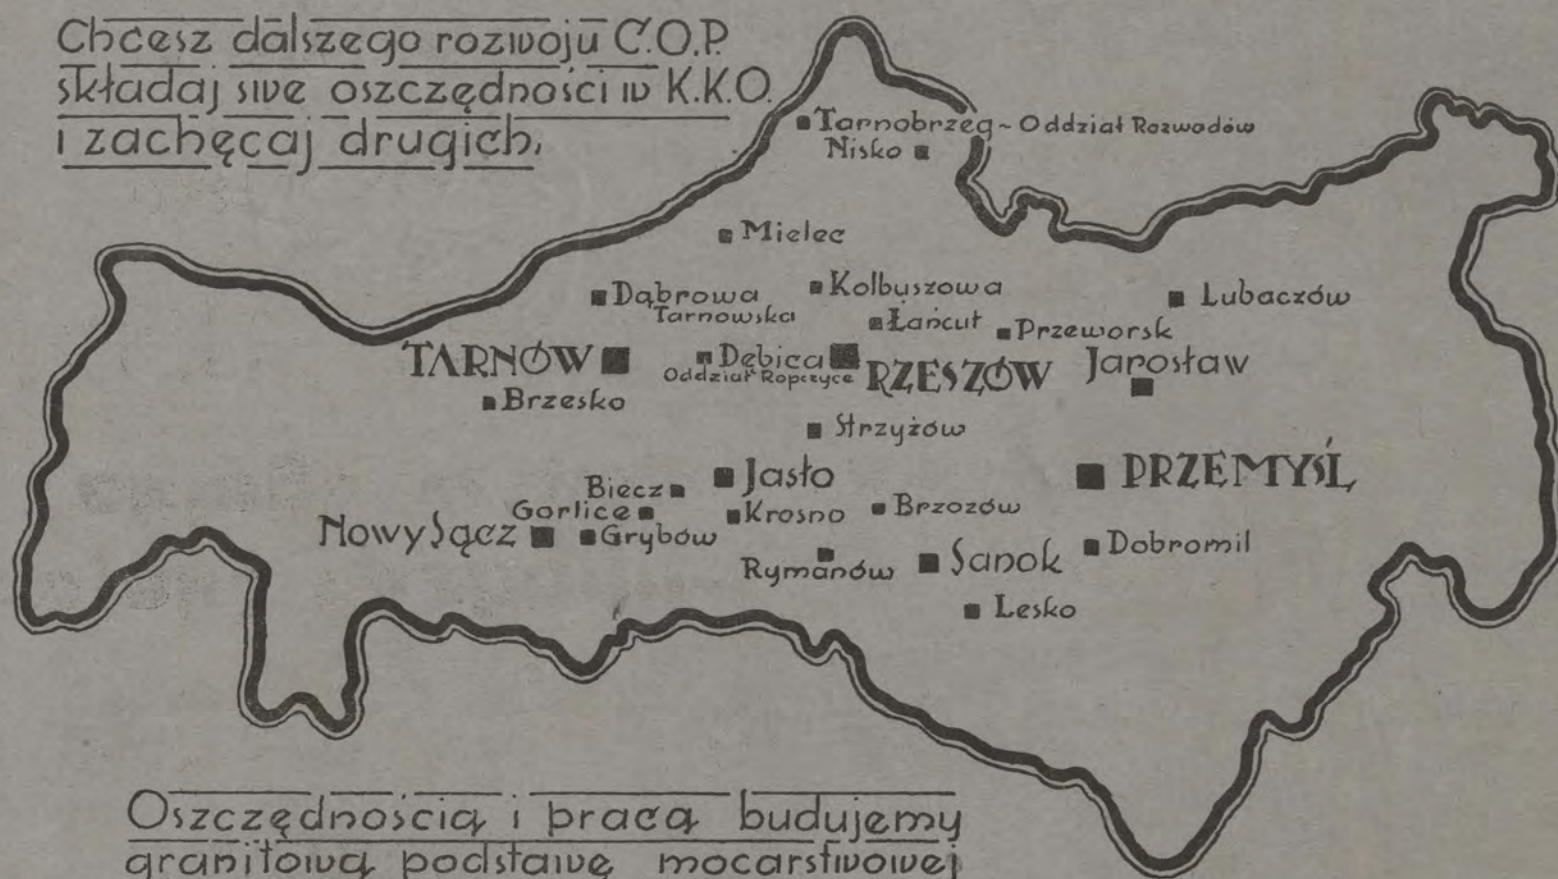 Chcesz dalszego rozwoju C.O.P.
składaj swe oszczędności w K.K.O.
i zachęcaj drugich.
Tarnobrzeg ~ Oddział Rozwadów
Nisko
Mielec
Dąbrowa
Tarnowska
Kolbuszowa
Lubaczów
Łańcut
Przeworsk
TARNÓW
Dębica
Oddział Ropczyce
RZESZÓW
Jarosław
Brzesko
Strzyżów
Jasło
PRZEMYŚL
Biecz
Gorlice
Krosno
Brzozów
Nowy Sącz
Grybów
Rymanów
Sanok
Dobromil
Lesko
Oszczędnością i pracą budujemy
granitową podstawę mocarstwowej